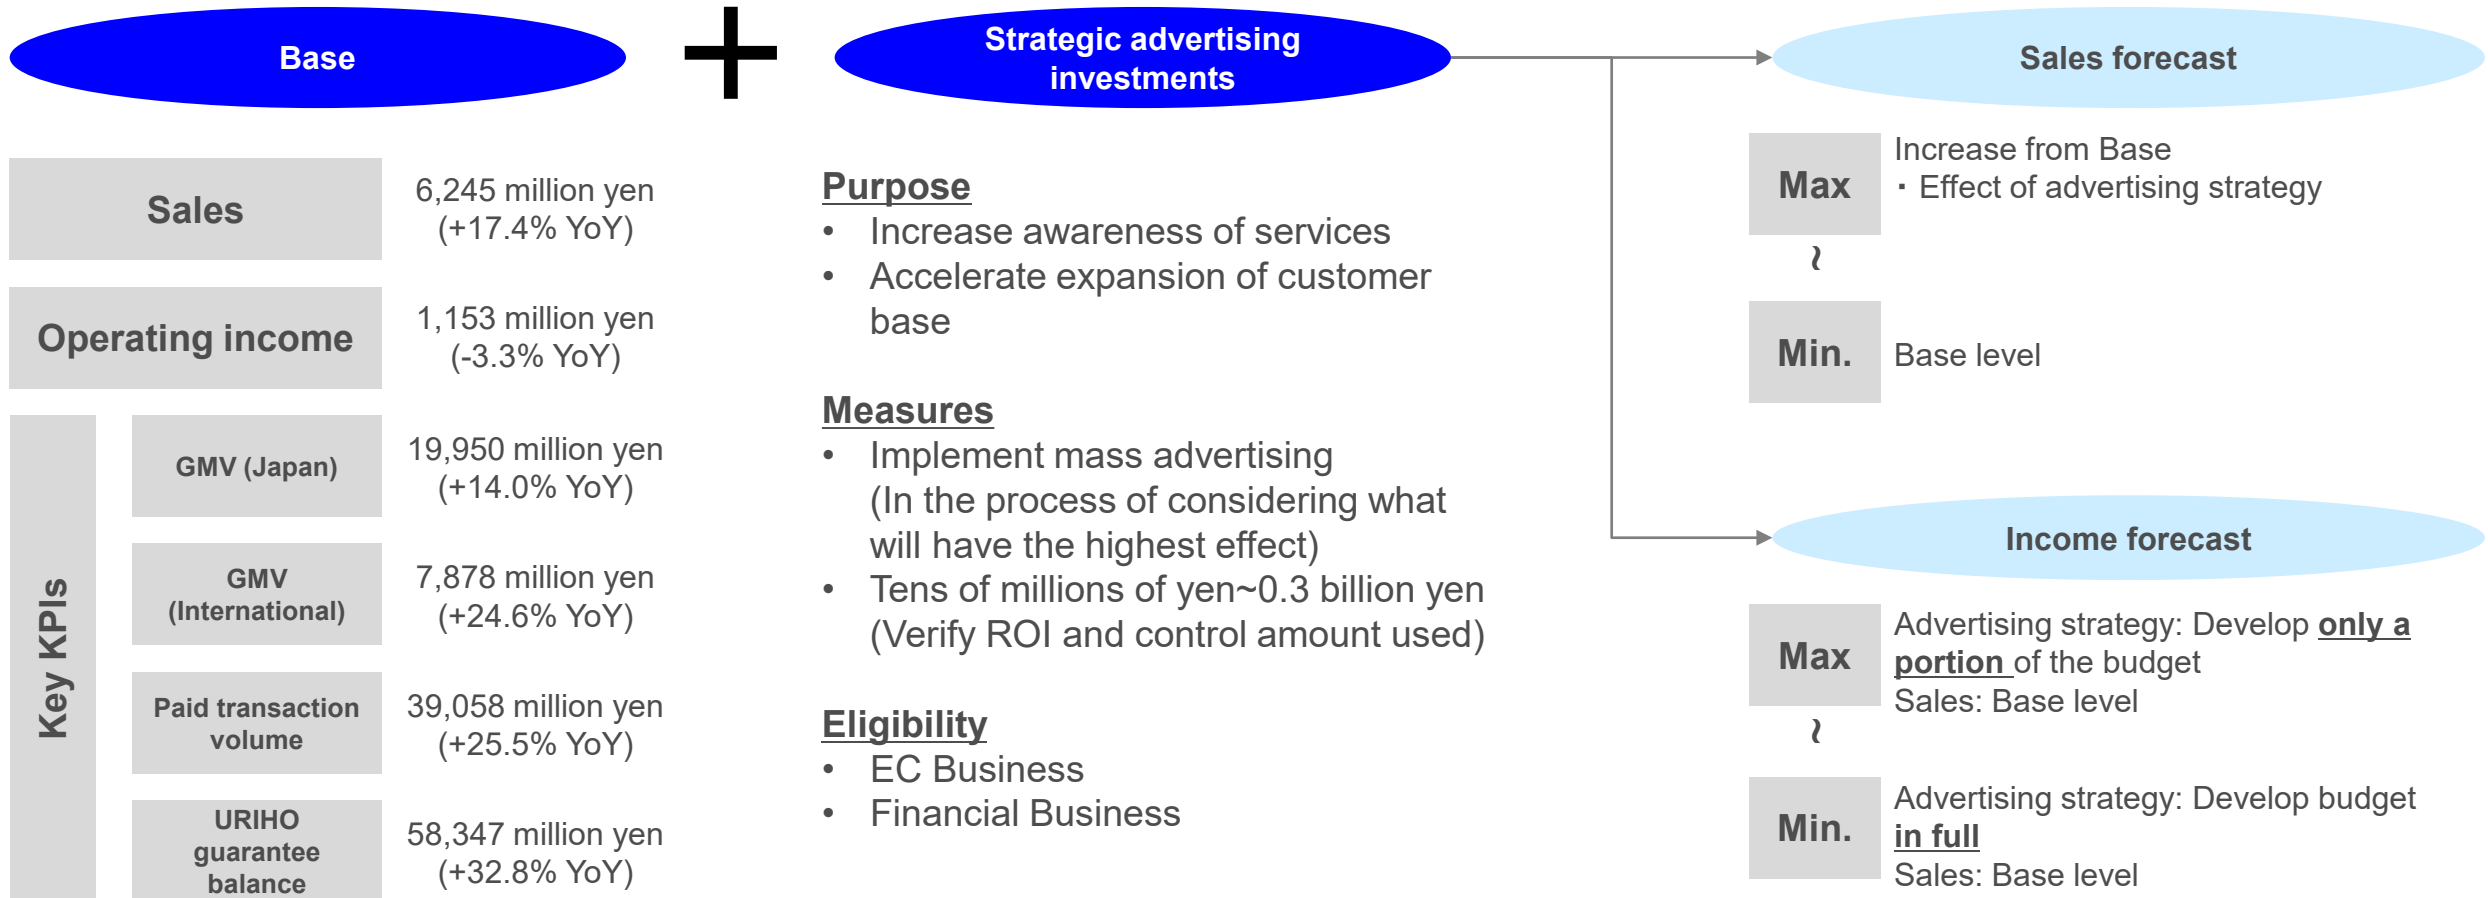 Base
Sales
6,245 million yen
(+17.4% YoY)
Operating income
1,153 million yen
(-3.3% YoY)
Key KPIs
GMV (Japan)
19,950 million yen
(+14.0% YoY)
GMV
(International)
7,878 million yen
(+24.6% YoY)
Paid transaction
volume
39,058 million yen
(+25.5% YoY)
URIHO
guarantee
balance
58,347 million yen
(+32.8% YoY)
+
Strategic advertising
investments
Purpose
• Increase awareness of services
• Accelerate expansion of customer
base
Measures
• Implement mass advertising
(In the process of considering what
will have the highest effect)
• Tens of millions of yen~0.3 billion yen
(Verify ROI and control amount used)
Eligibility
• EC Business
• Financial Business
Sales forecast
Max
Increase from Base
・Effect of advertising strategy
~
Min.
Base level
Income forecast
Max
Advertising strategy: Develop only a
portion of the budget
Sales: Base level
~
Min.
Advertising strategy: Develop budget
in full
Sales: Base level